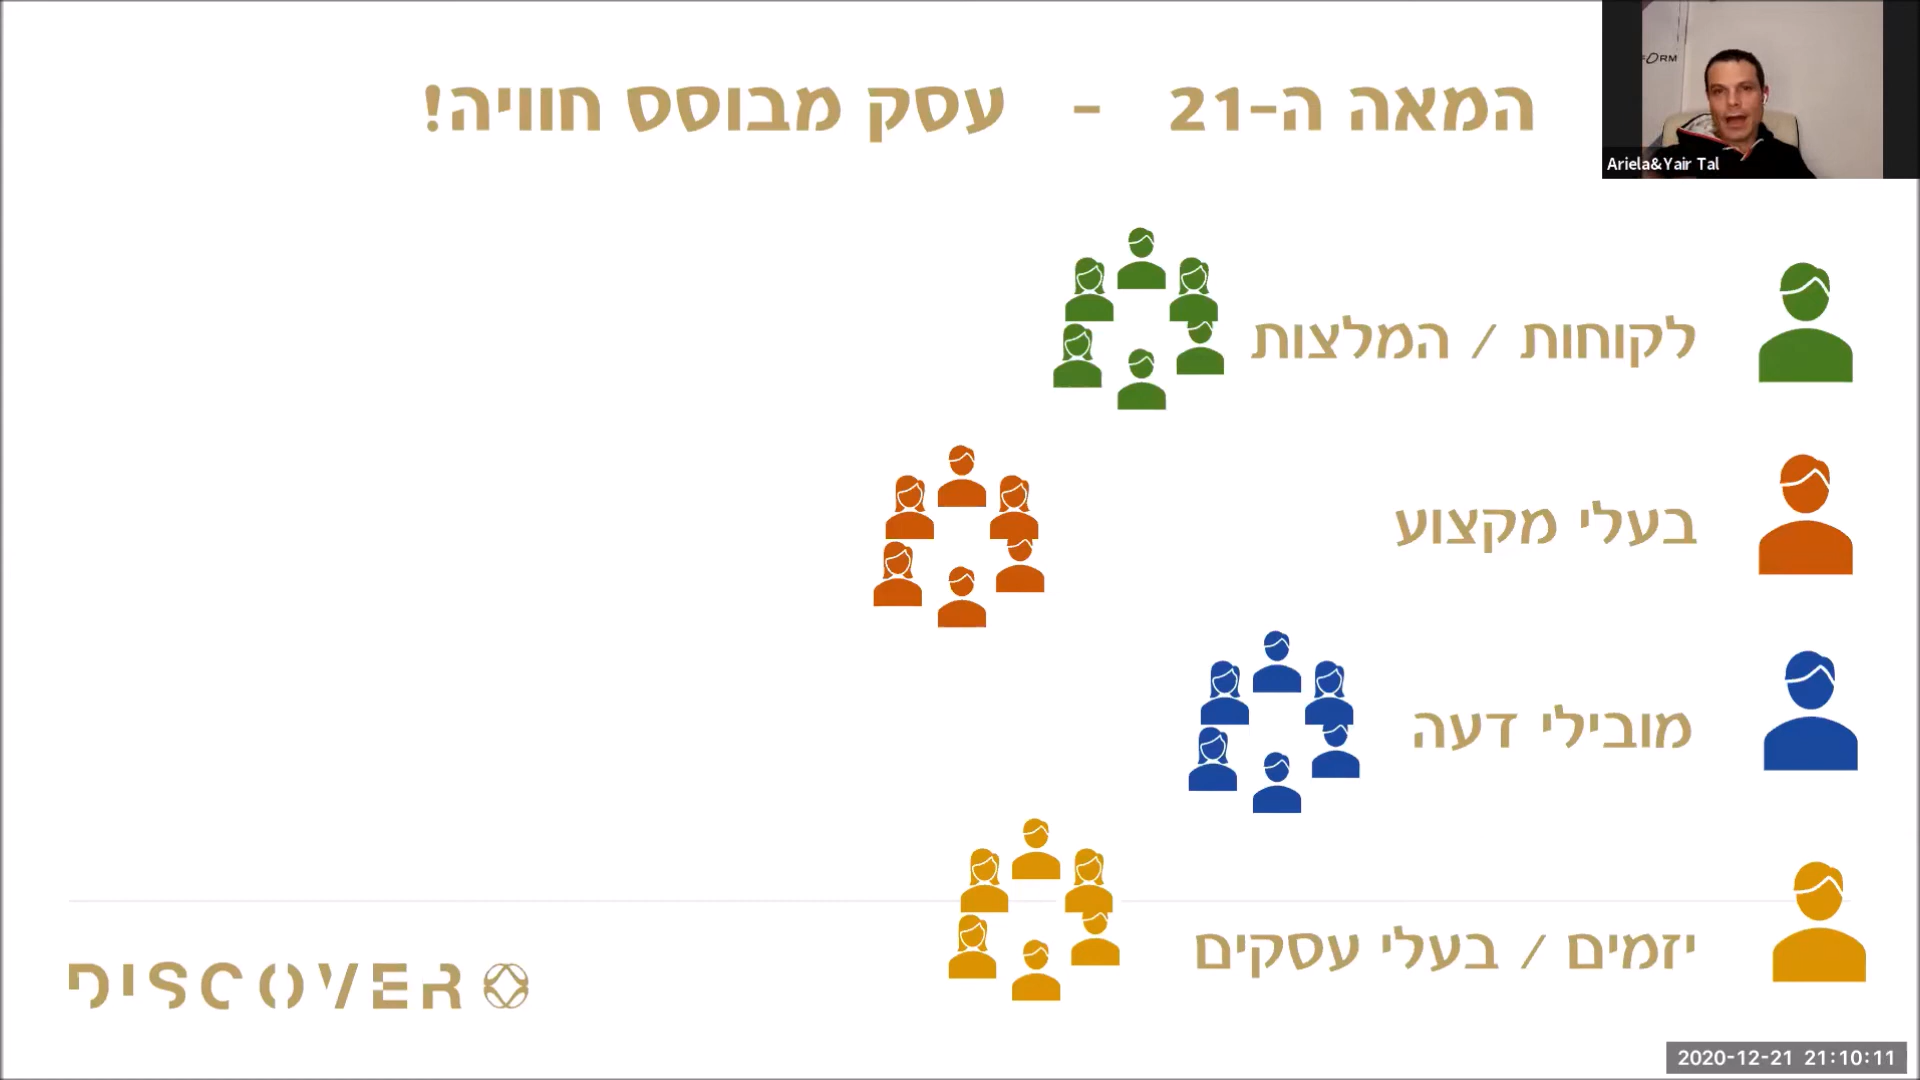 המאה ה-21 - עסק מבוסס חוויה!
FORM
Ariela&Yair Tal
לקוחות / המלצות
בעלי מקצוע
מובילי דעה
יזמים / בעלי עסקים
DISCOVER
2020-12-21 21:10:11